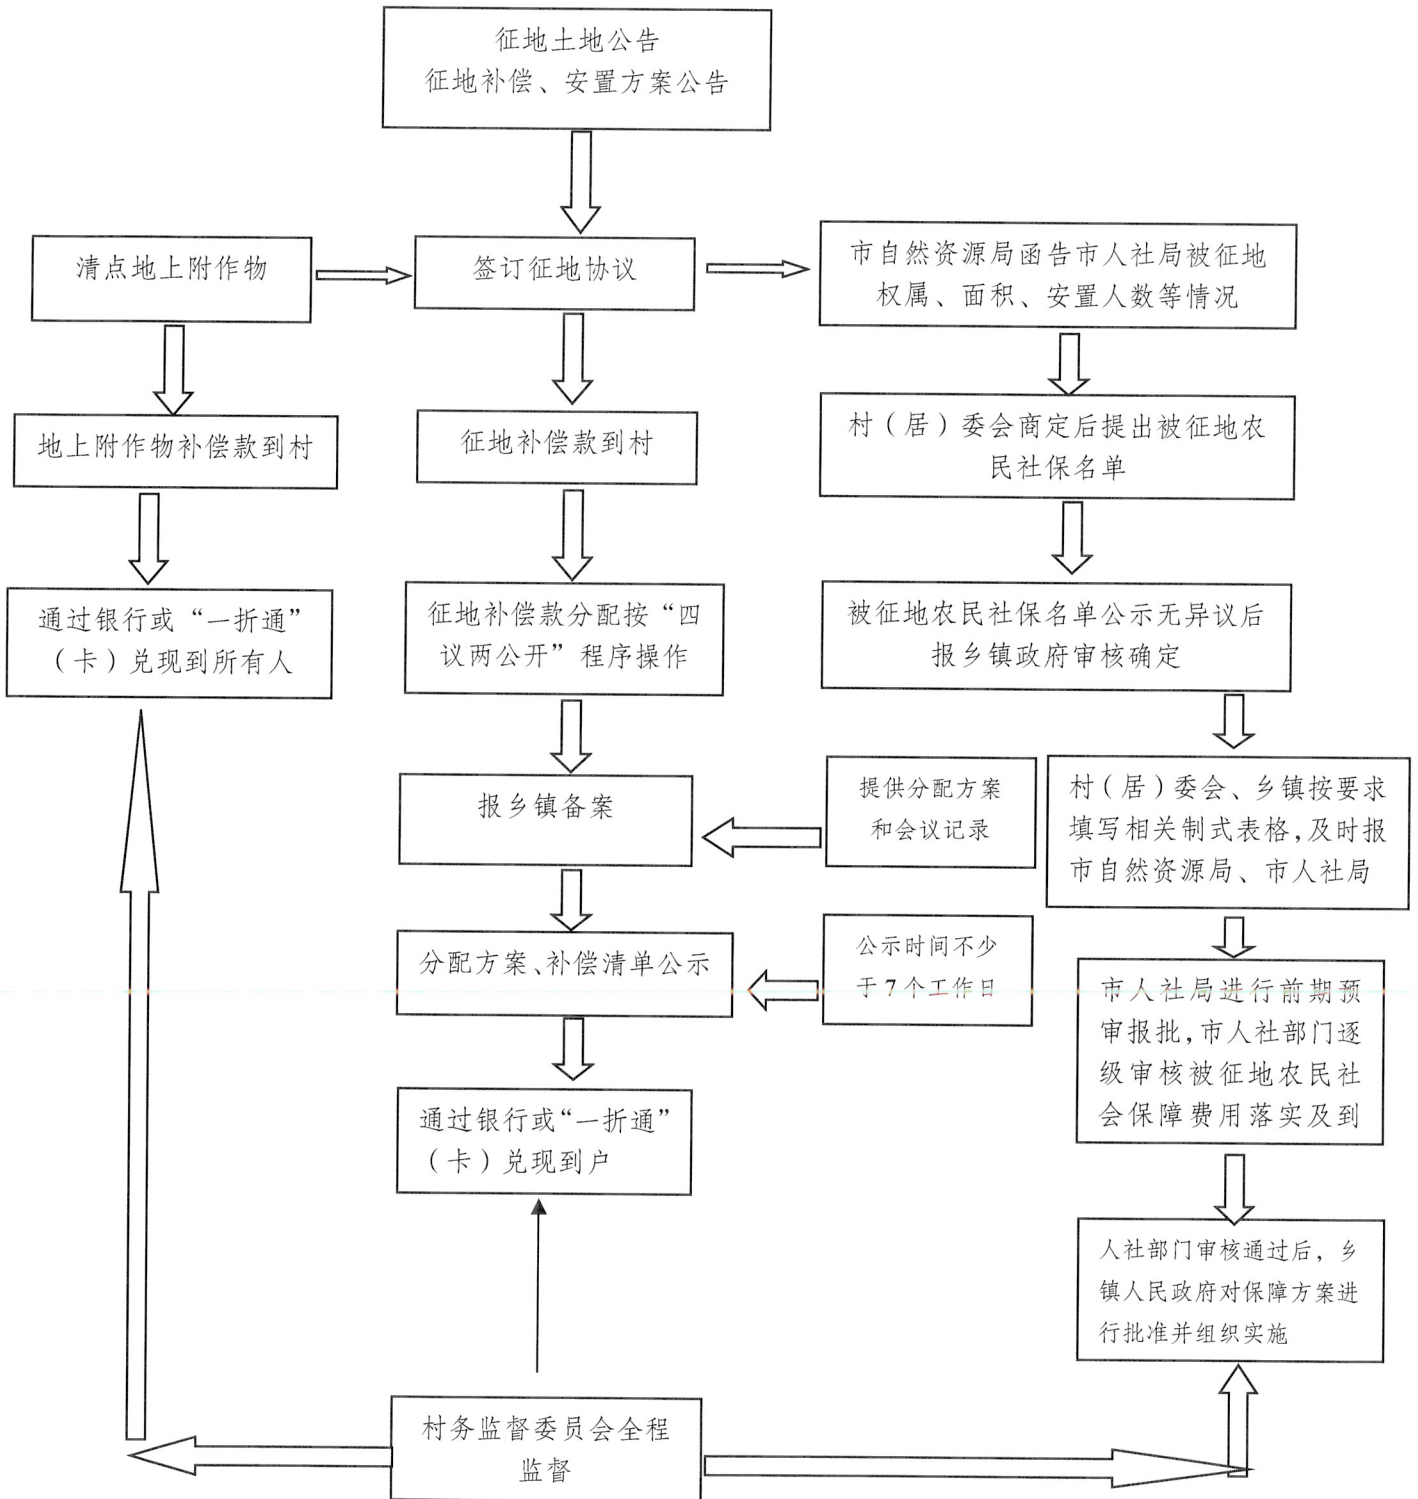 征地土地公告
征地补偿、安置方案公告
清点地上附作物
签订征地协议
市自然资源局函告市人社局被征地
权属、面积、安置人数等情况
地上附作物补偿款到村
征地补偿款到村
村（居）委会商定后提出被征地农
民社保名单
通过银行或“一折通”
（卡）兑现到所有人
征地补偿款分配按“四
议两公开”程序操作
被征地农民社保名单公示无异议后
报乡镇政府审核确定
报乡镇备案
提供分配方案
和会议记录
村（居）委会、乡镇按要求
填写相关制式表格，及时报
市自然资源局、市人社局
分配方案、补偿清单公示
公示时间不少
于7个工作日
市人社局进行前期预
审报批，市人社部门逐
级审核被征地农民社
会保障费用落实及到
通过银行或“一折通”
（卡）兑现到户
人社部门审核通过后，乡
镇人民政府对保障方案进
行批准并组织实施
村务监督委员会全程
监督